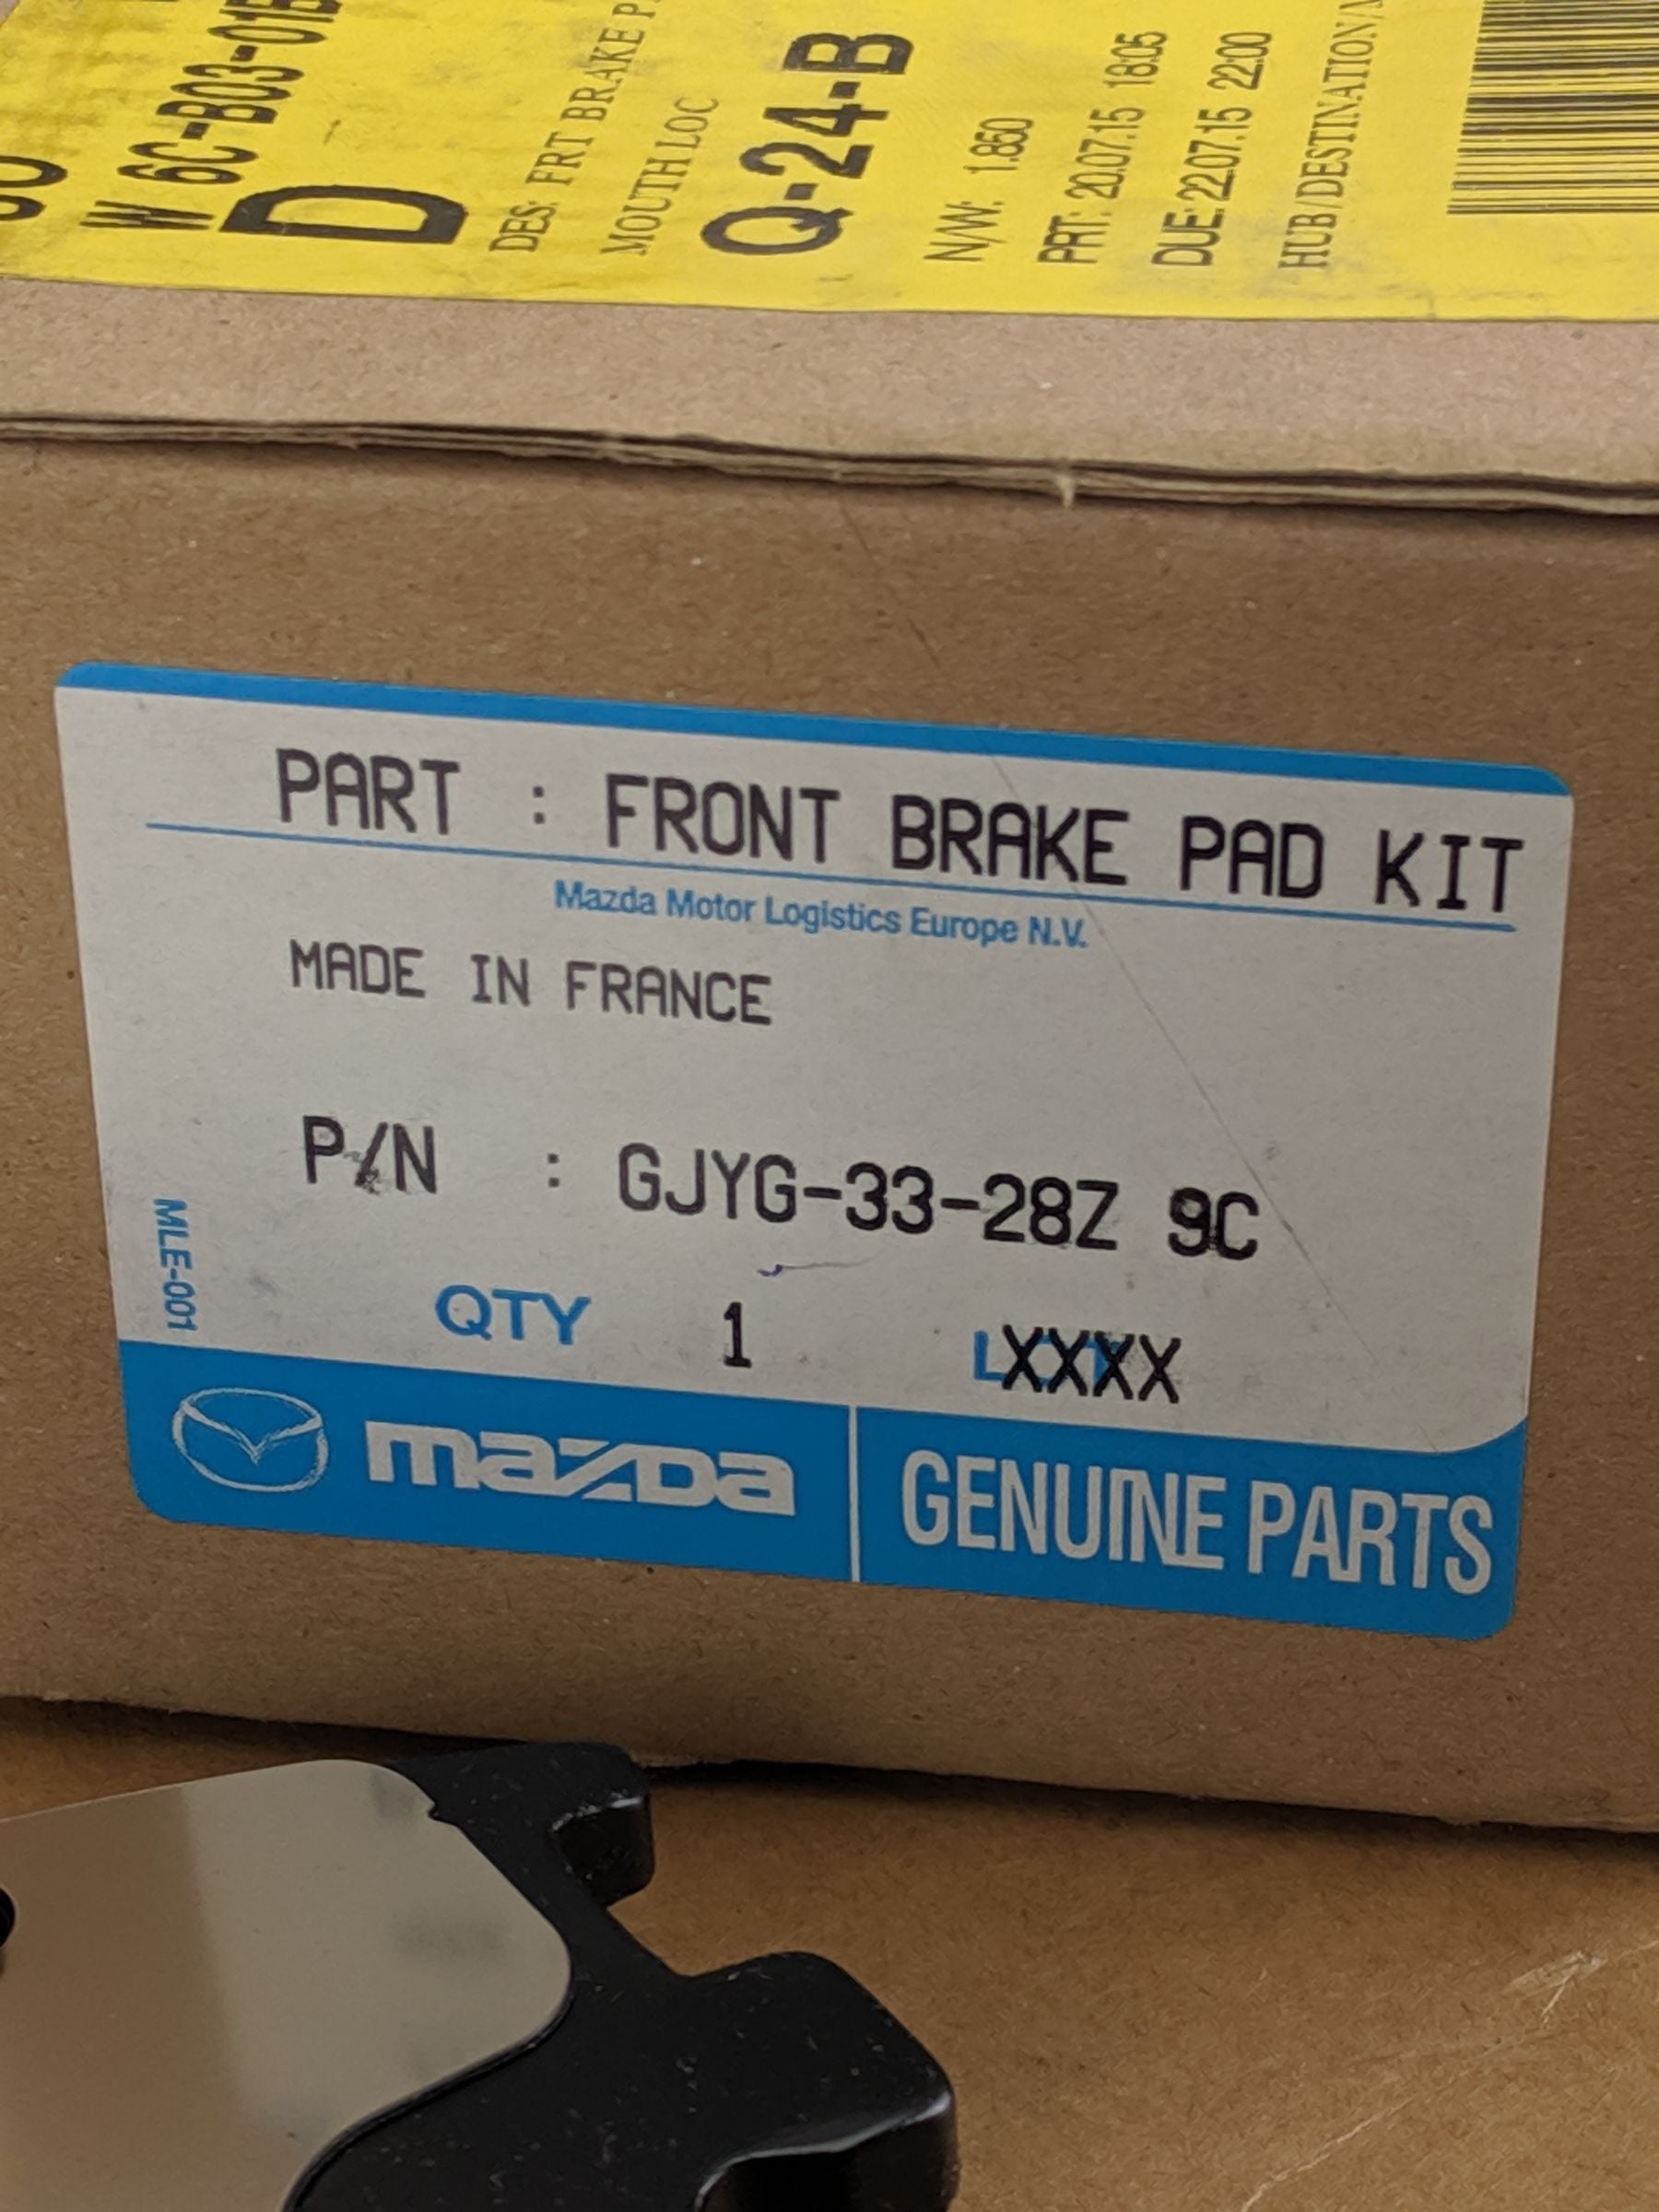 W 6C-B03-01
D
DES: FRT BRAKE P
MOUTH LOC
Q-24-B
N/W: 1.850
PRT: 20.07.15 18:05
DUE: 22.07.15 22:00
HUB/DESTINATION/
PART : FRONT BRAKE PAD KIT
Mazda Motor Logistics Europe N.V.
MADE IN FRANCE
P/N : GJYG-33-28Z 9C
MLE-001
QTY 1 XXXX
mazda GENUINE PARTS